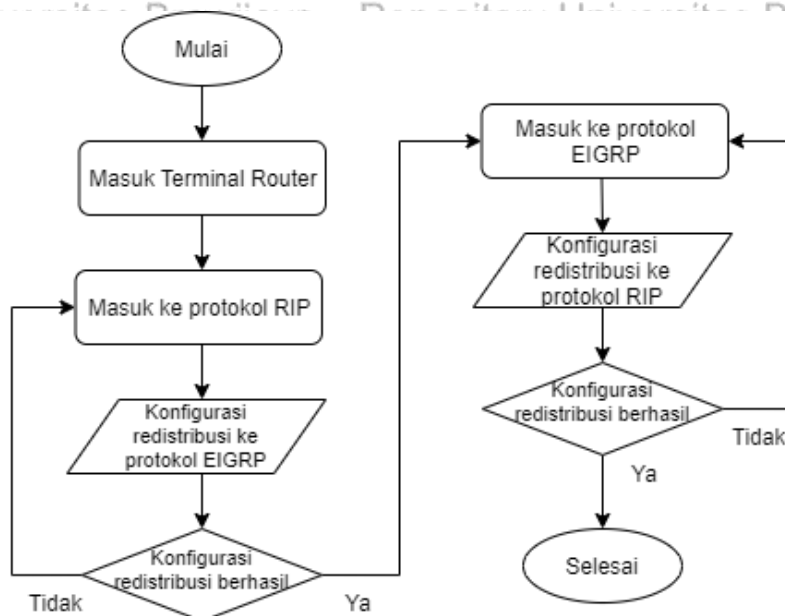 Mulai
Masuk Terminal Router
Masuk ke protokol RIP
Konfigurasi
redistribusi ke
protokol EIGRP
Konfigurasi
redistribusi berhasil
Tidak
Ya
Masuk ke protokol
EIGRP
Konfigurasi
redistribusi ke
protokol RIP
Konfigurasi
redistribusi berhasil
Tidak
Ya
Selesai